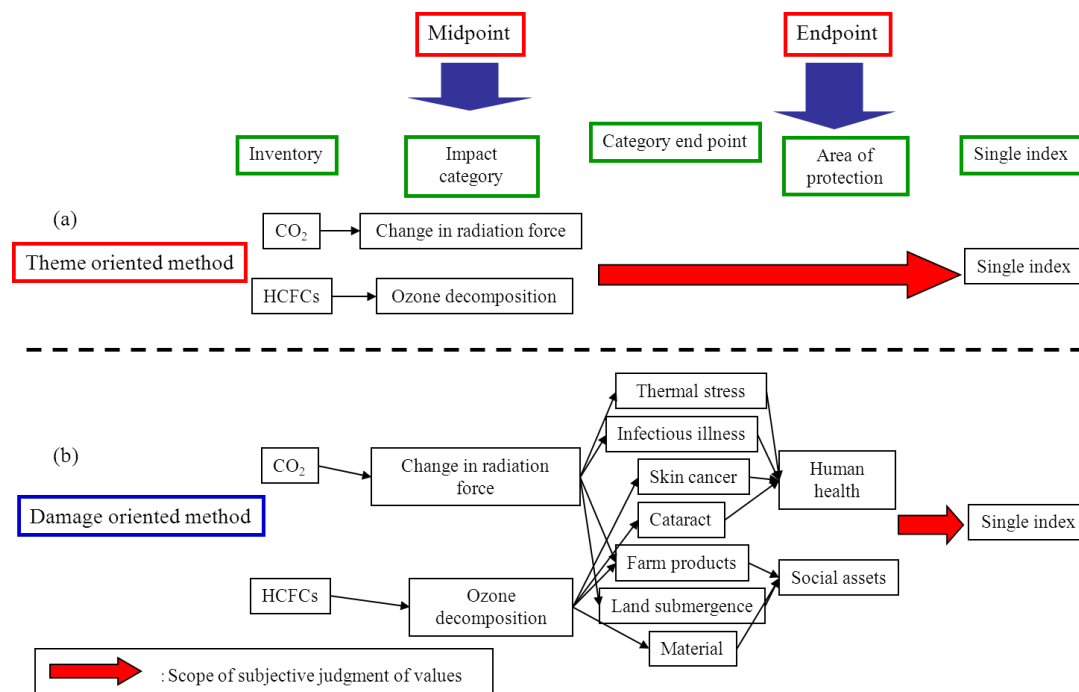 Midpoint
Endpoint
Inventory
Impact
category
Category end point
Area of
protection
Single index
(a)
Theme oriented method
CO₂
Change in radiation force
HCFCs
Ozone decomposition
Single index
(b)
Damage oriented method
CO₂
Change in radiation
force
HCFCs
Ozone
decomposition
Thermal stress
Infectious illness
Skin cancer
Cataract
Farm products
Land submergence
Material
Human
health
Social assets
Single index
: Scope of subjective judgment of values